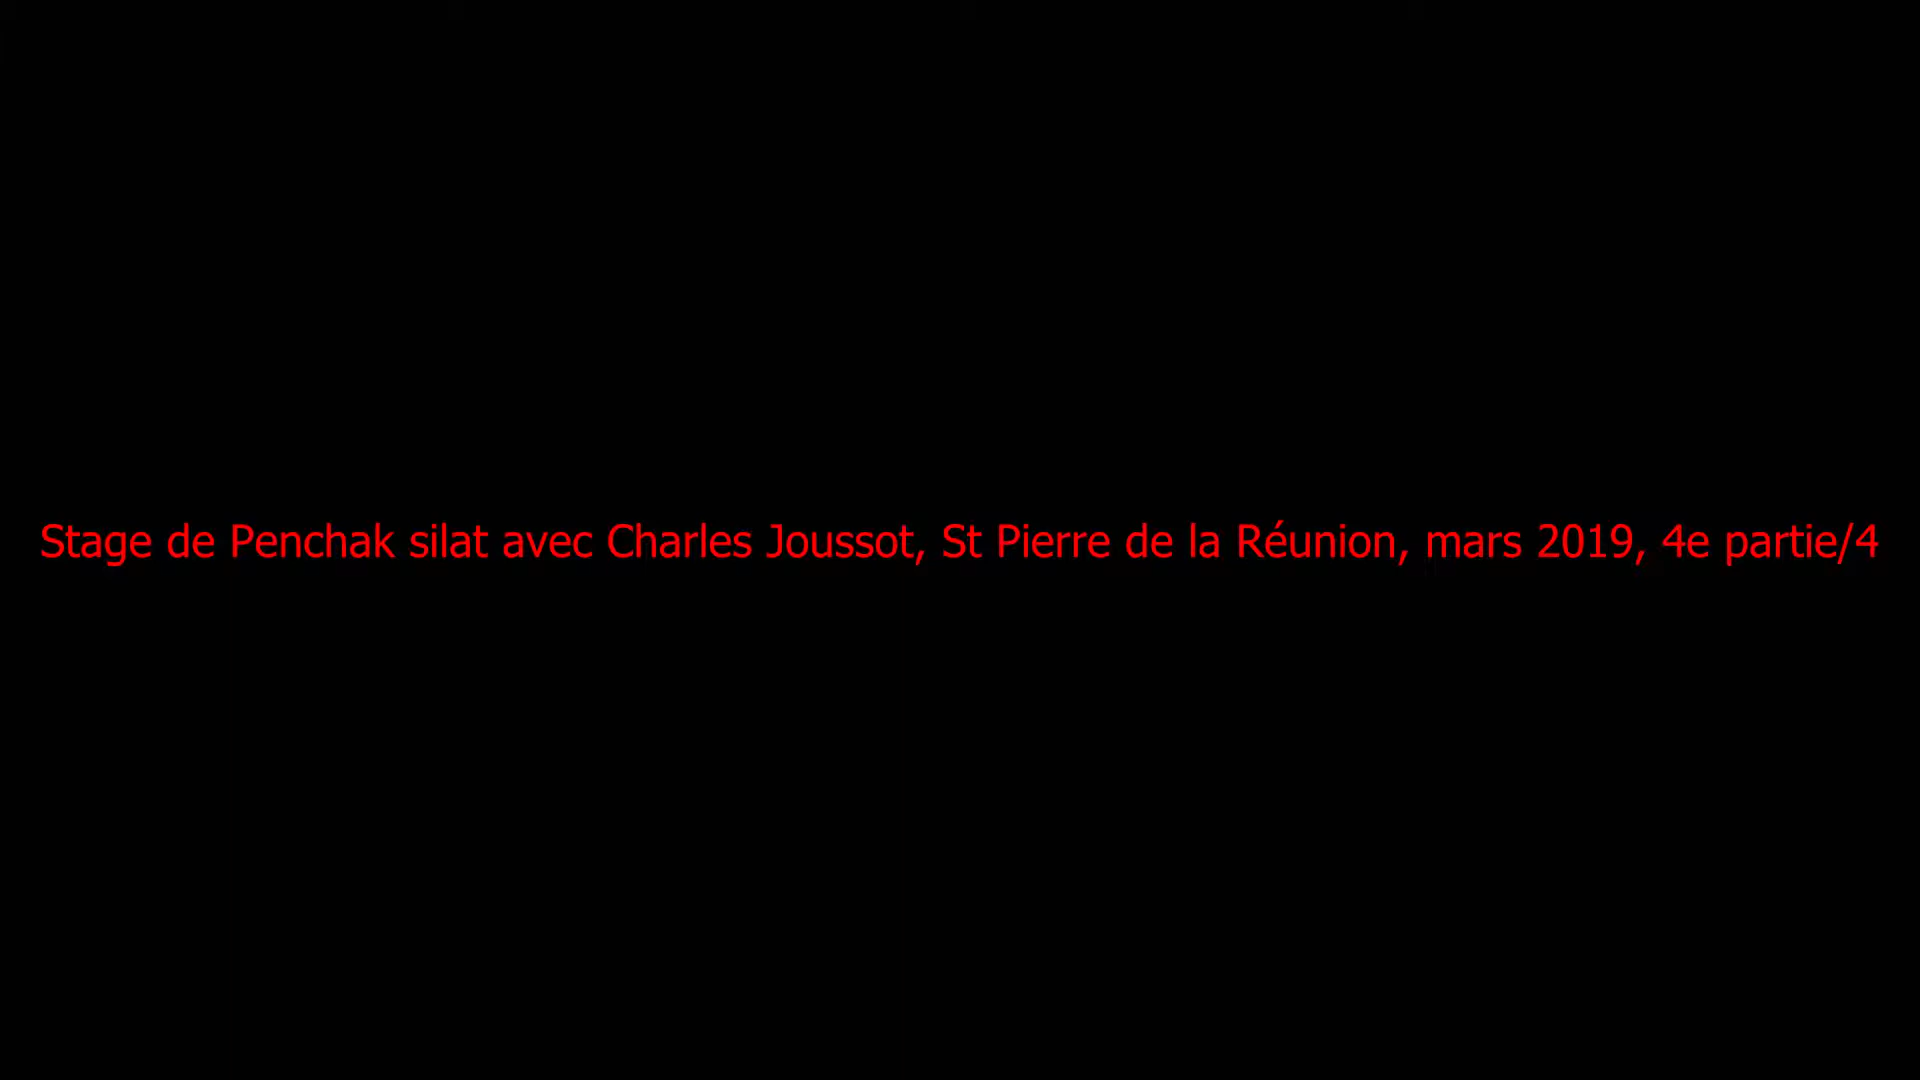 Stage de Penchak silat avec Charles Joussot, St Pierre de la Réunion, mars 2019, 4e partie/4